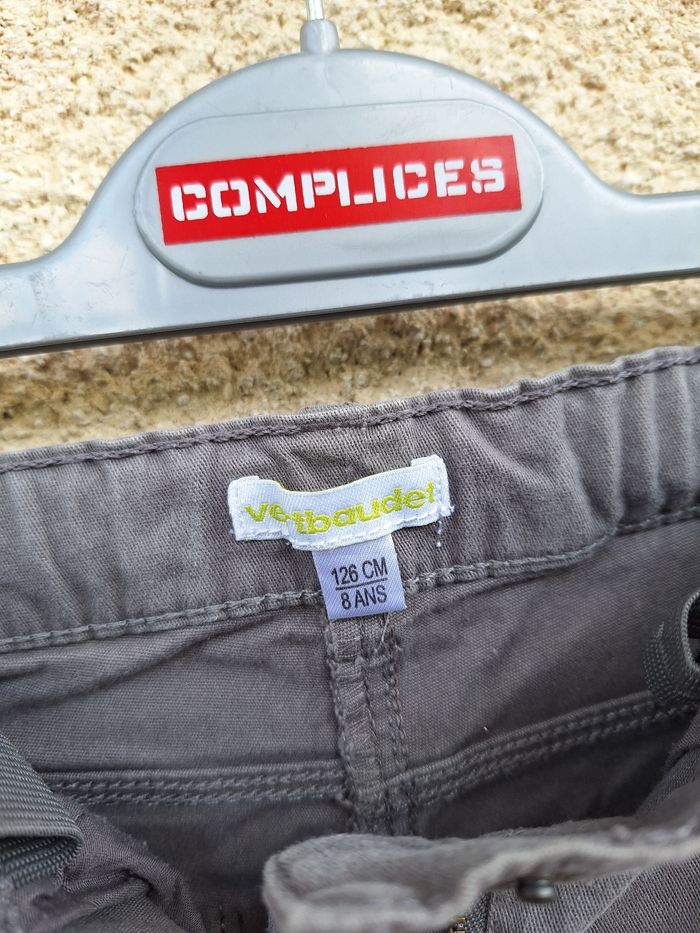 COMPLICES
vertbaudet
126 CM
8 ANS